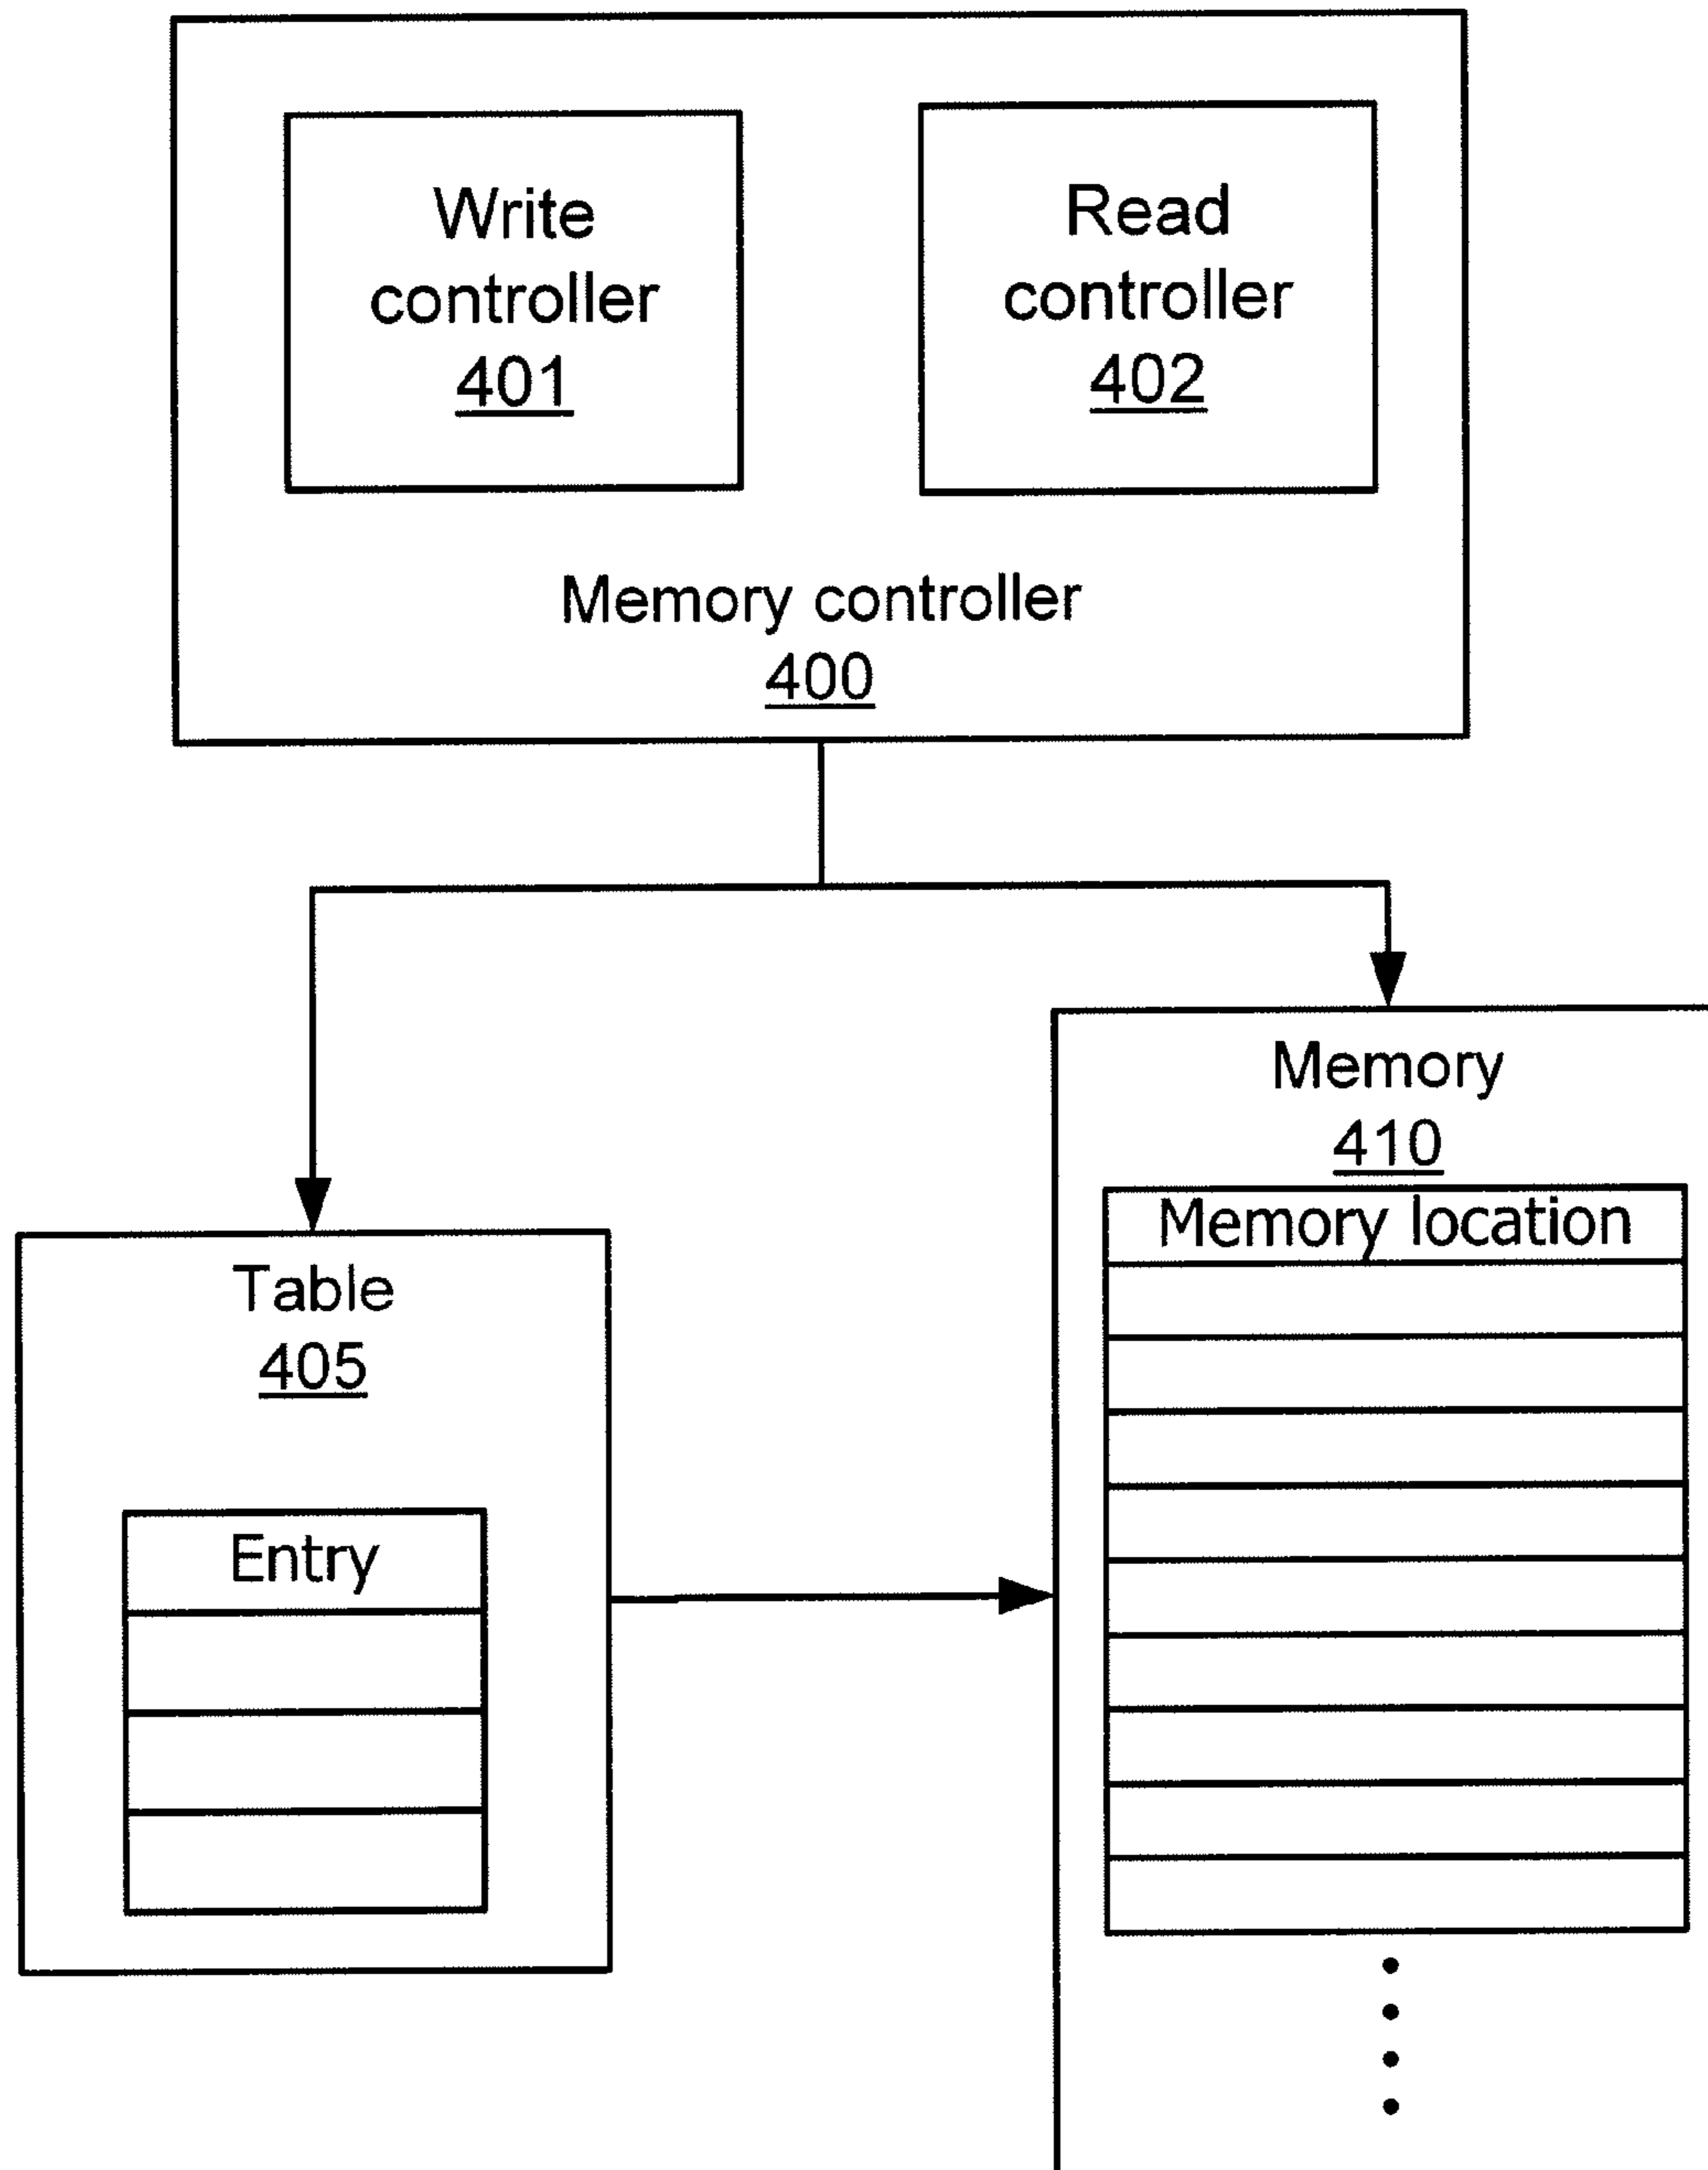 Write
controller
401
Read
controller
402
Memory controller
400
Memory
410
Memory location
Table
405
Entry